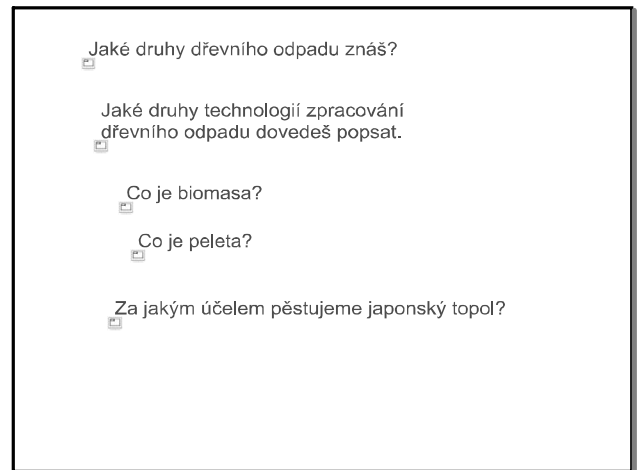 Jaké druhy dřevního odpadu znáš?
Jaké druhy technologií zpracování
dřevního odpadu dovedeš popsat.
Co je biomasa?
Co je peleta?
Za jakým účelem pěstujeme japonský topol?